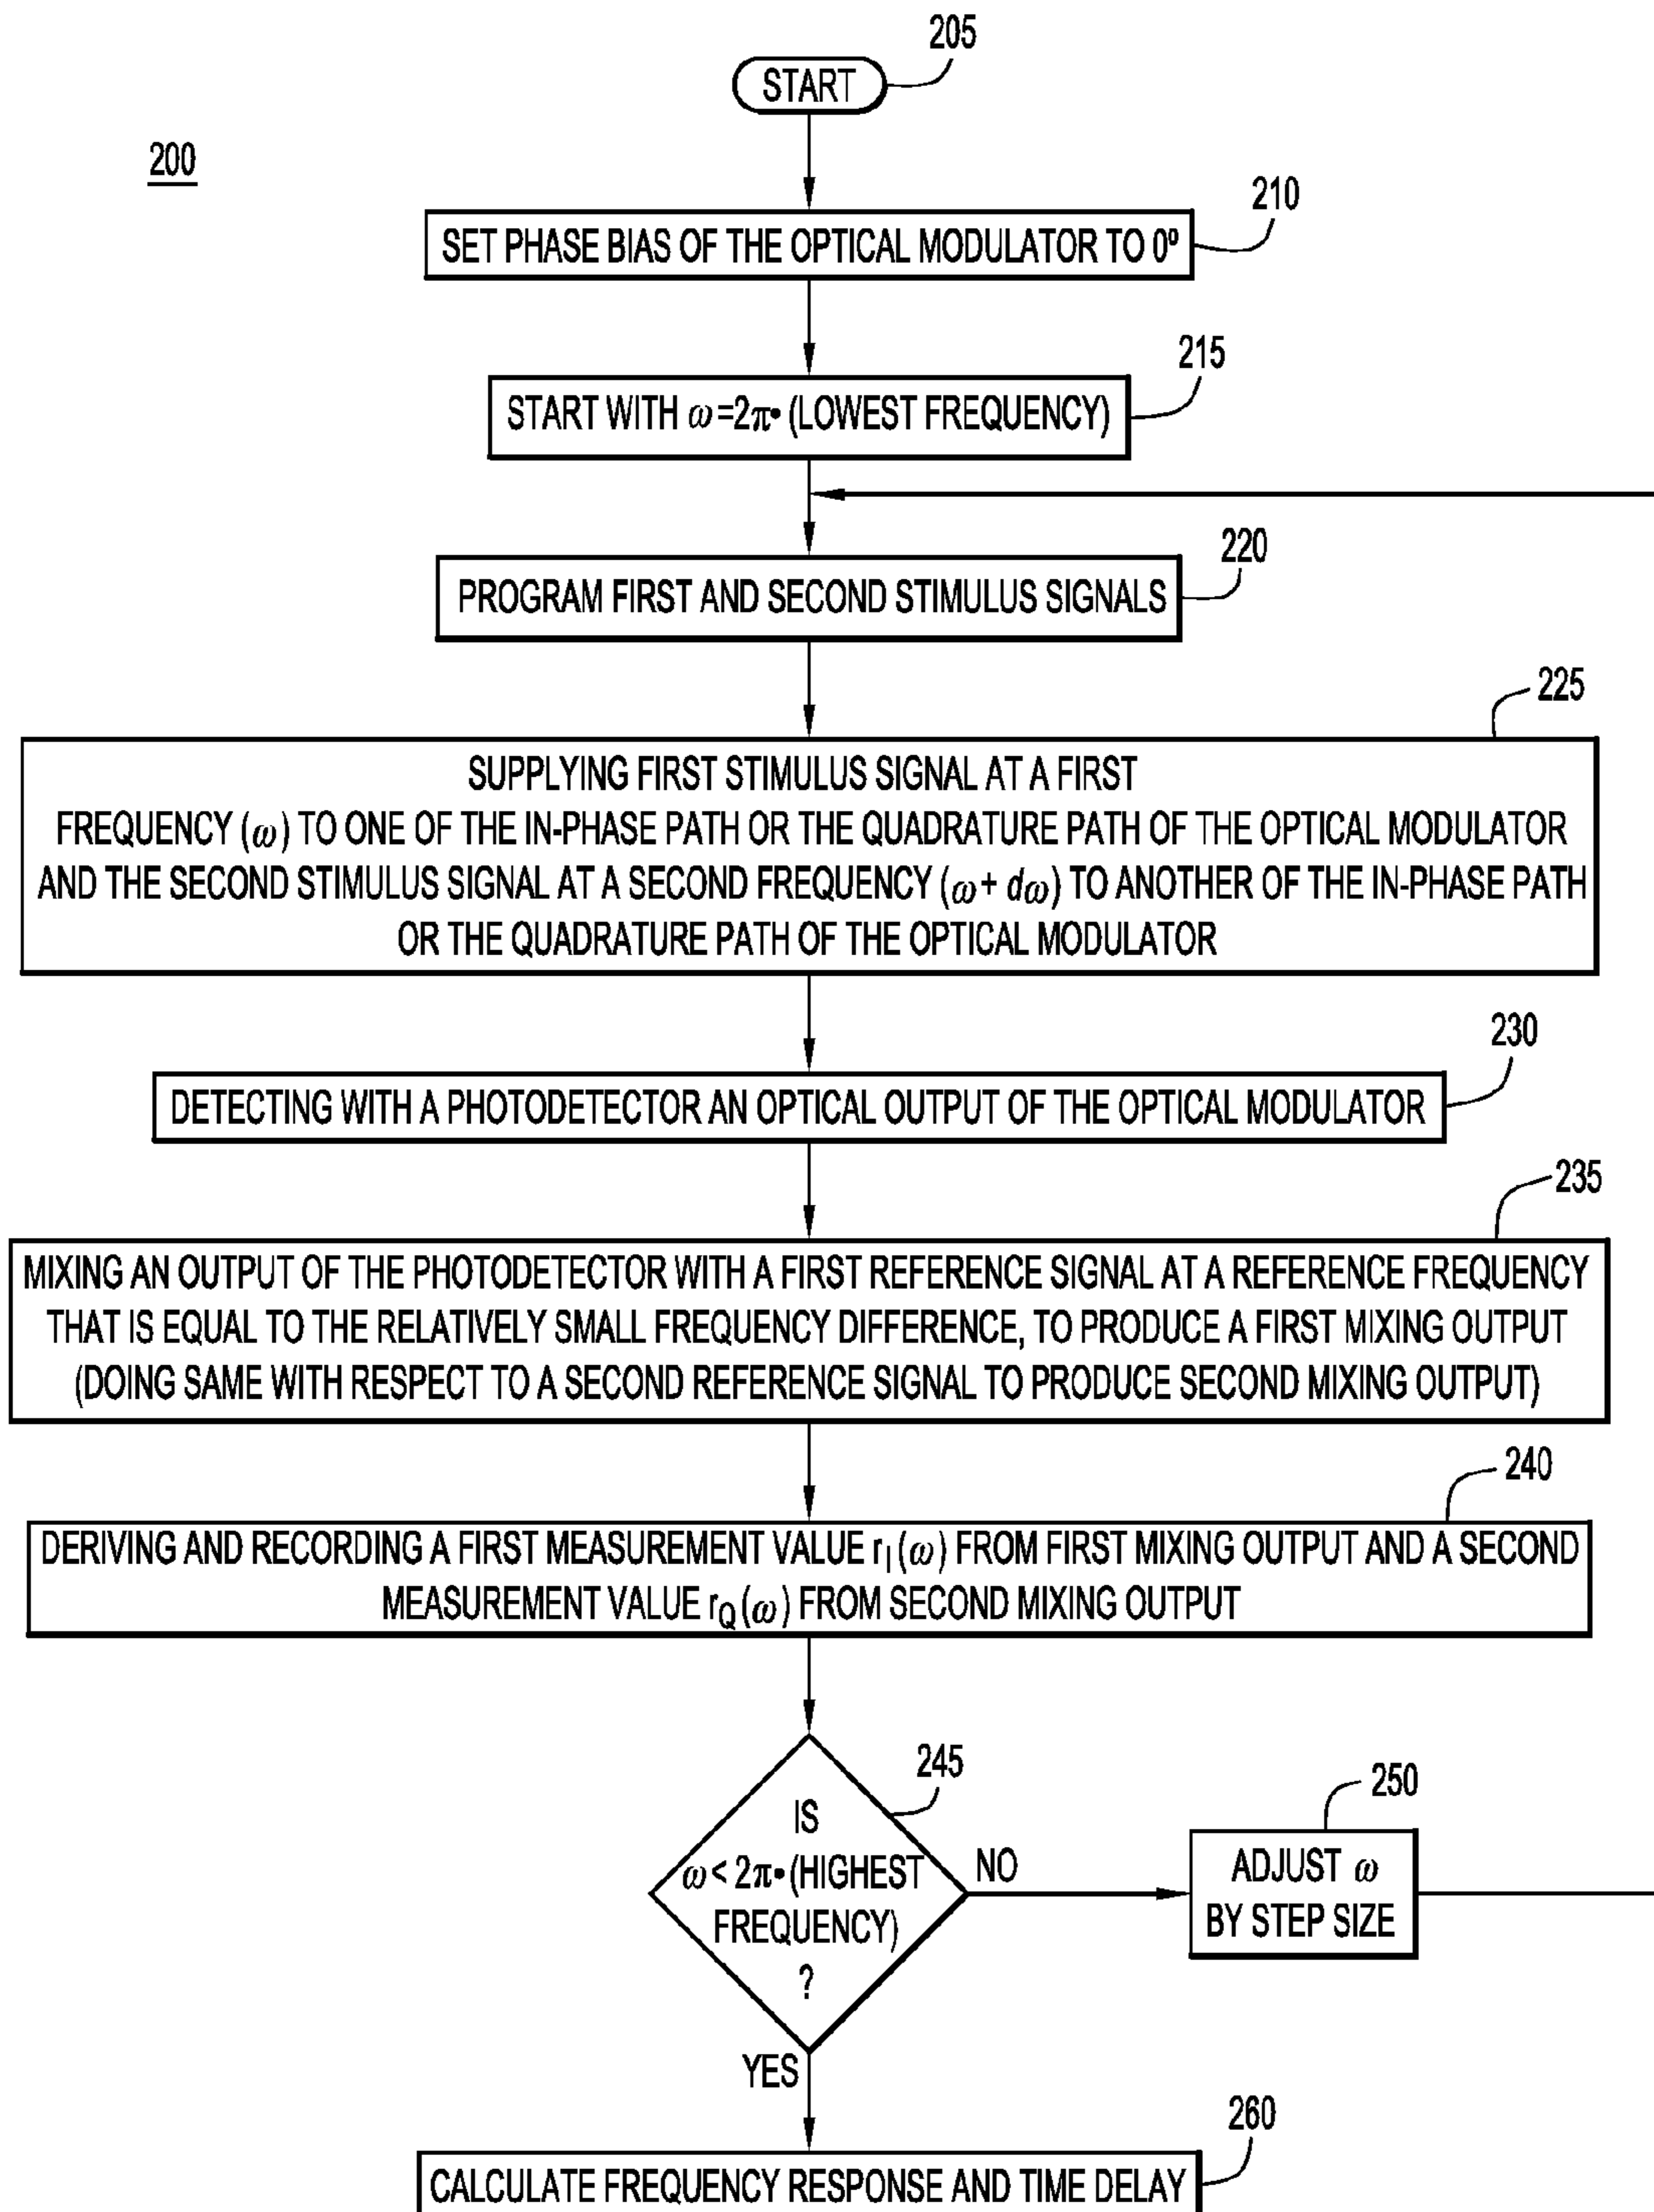 205
START
200
210
SET PHASE BIAS OF THE OPTICAL MODULATOR TO 0º
215
START WITH ω=2π• (LOWEST FREQUENCY)
220
PROGRAM FIRST AND SECOND STIMULUS SIGNALS
225
SUPPLYING FIRST STIMULUS SIGNAL AT A FIRST
FREQUENCY (ω) TO ONE OF THE IN-PHASE PATH OR THE QUADRATURE PATH OF THE OPTICAL MODULATOR
AND THE SECOND STIMULUS SIGNAL AT A SECOND FREQUENCY (ω + dω) TO ANOTHER OF THE IN-PHASE PATH
OR THE QUADRATURE PATH OF THE OPTICAL MODULATOR
230
DETECTING WITH A PHOTODETECTOR AN OPTICAL OUTPUT OF THE OPTICAL MODULATOR
235
MIXING AN OUTPUT OF THE PHOTODETECTOR WITH A FIRST REFERENCE SIGNAL AT A REFERENCE FREQUENCY
THAT IS EQUAL TO THE RELATIVELY SMALL FREQUENCY DIFFERENCE, TO PRODUCE A FIRST MIXING OUTPUT
(DOING SAME WITH RESPECT TO A SECOND REFERENCE SIGNAL TO PRODUCE SECOND MIXING OUTPUT)
240
DERIVING AND RECORDING A FIRST MEASUREMENT VALUE r_I(ω) FROM FIRST MIXING OUTPUT AND A SECOND
MEASUREMENT VALUE r_Q(ω) FROM SECOND MIXING OUTPUT
245
IS
ω < 2π• (HIGHEST
FREQUENCY)
?
NO
250
ADJUST ω
BY STEP SIZE
YES
260
CALCULATE FREQUENCY RESPONSE AND TIME DELAY